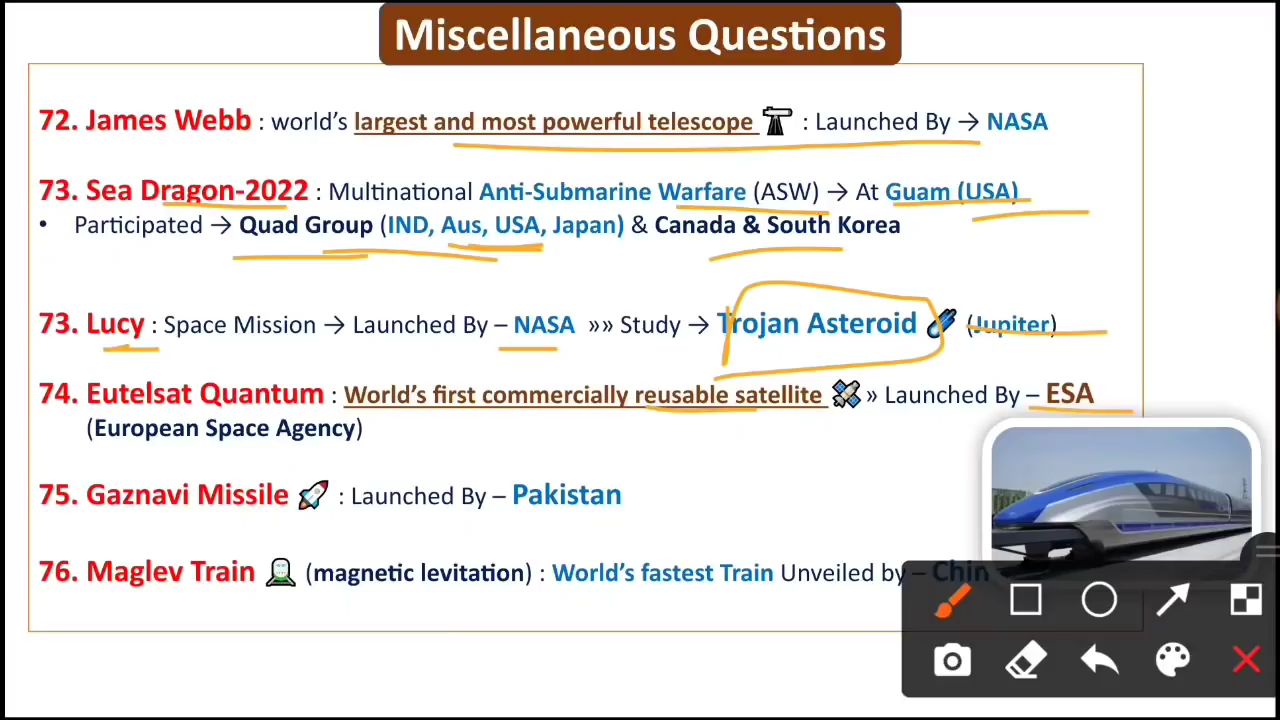 Miscellaneous Questions
72. James Webb : world's largest and most powerful telescope : Launched By → NASA
73. Sea Dragon-2022 : Multinational Anti-Submarine Warfare (ASW) → At Guam (USA)
• Participated → Quad Group (IND, Aus, USA, Japan) & Canada & South Korea
73. Lucy : Space Mission → Launched By – NASA »» Study → Trojan Asteroid (Jupiter)
74. Eutelsat Quantum : World's first commercially reusable satellite » Launched By – ESA
(European Space Agency)
75. Gaznavi Missile : Launched By – Pakistan
76. Maglev Train (magnetic levitation) : World's fastest Train Unveiled by – Chin